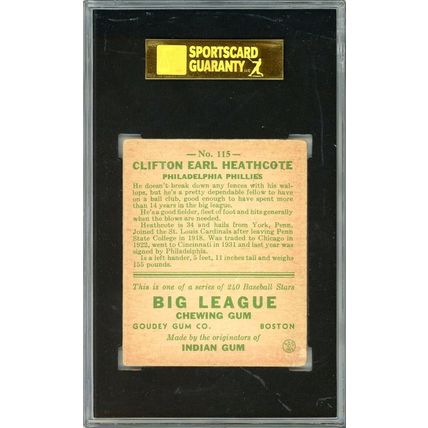 SPORTSCARD
GUARANTY LLC
— No. 115 —
CLIFTON EARL HEATHCOTE
PHILADELPHIA PHILLIES
He doesn't break down any fences with his wal-
lops, but he's a pretty dependable fellow to have
on a ball club, good enough to have spent more
than 14 years in the big league.
He's a good fielder, fleet of foot and hits generally
when the blows are needed.
Heathcote is 34 and hails from York, Penn.
Joined the St. Louis Cardinals after leaving Penn
State College in 1918. Was traded to Chicago in
1922, went to Cincinnati in 1931 and last year was
signed by Philadelphia.
Is a left hander, 5 feet, 11 inches tall and weighs
155 pounds.
This is one of a series of 240 Baseball Stars
BIG LEAGUE
CHEWING GUM
GOUDEY GUM CO. BOSTON
Made by the originators of
INDIAN GUM